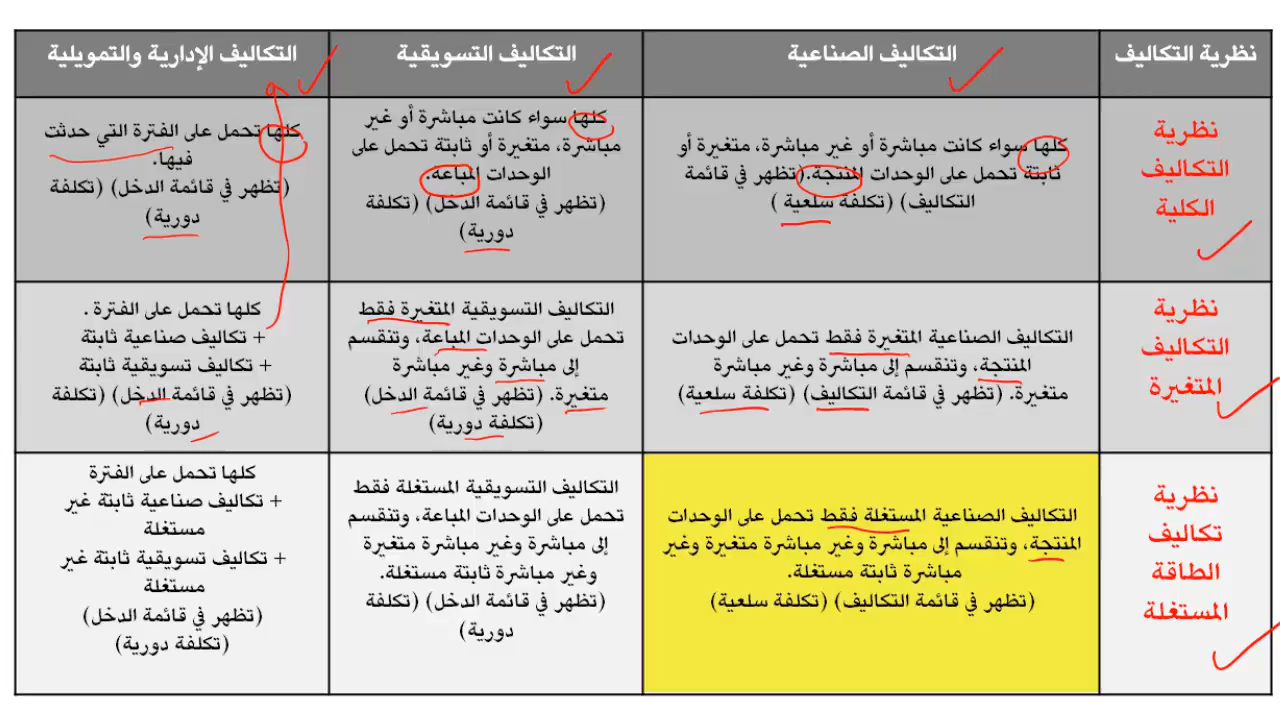 نظرية التكاليف
التكاليف الصناعية
التكاليف التسويقية
التكاليف الإدارية والتمويلية
نظرية
التكاليف
الكلية
كلها سواء كانت مباشرة أو غير مباشرة، متغيرة أو
ثابتة تحمل على الوحدات المنتجة.(تظهر في قائمة
التكاليف) (تكلفة سلعية )
كلها سواء كانت مباشرة أو غير
مباشرة، متغيرة أو ثابتة تحمل على
الوحدات المباعة.
(تظهر في قائمة الدخل) (تكلفة
دورية)
كلها تحمل على الفترة التي حدثت
فيها.
(تظهر في قائمة الدخل) (تكلفة
دورية)
نظرية
التكاليف
المتغيرة
التكاليف الصناعية المتغيرة فقط تحمل على الوحدات
المنتجة، وتنقسم إلى مباشرة وغير مباشرة
متغيرة. (تظهر في قائمة التكاليف) (تكلفة سلعية)
التكاليف التسويقية المتغيرة فقط
تحمل على الوحدات المباعة، وتنقسم
إلى مباشرة وغير مباشرة
متغيرة. (تظهر في قائمة الدخل)
(تكلفة دورية)
كلها تحمل على الفترة .
+ تكاليف صناعية ثابتة
+ تكاليف تسويقية ثابتة
(تظهر في قائمة الدخل) (تكلفة
دورية)
نظرية
تكاليف
الطاقة
المستغلة
التكاليف الصناعية المستغلة فقط تحمل على الوحدات
المنتجة، وتنقسم إلى مباشرة وغير مباشرة متغيرة وغير
مباشرة ثابتة مستغلة.
(تظهر في قائمة التكاليف) (تكلفة سلعية)
التكاليف التسويقية المستغلة فقط
تحمل على الوحدات المباعة، وتنقسم
إلى مباشرة وغير مباشرة متغيرة
وغير مباشرة ثابتة مستغلة.
(تظهر في قائمة الدخل) (تكلفة
دورية)
كلها تحمل على الفترة
+ تكاليف صناعية ثابتة غير
مستغلة
+ تكاليف تسويقية ثابتة غير
مستغلة
(تظهر في قائمة الدخل)
(تكلفة دورية)